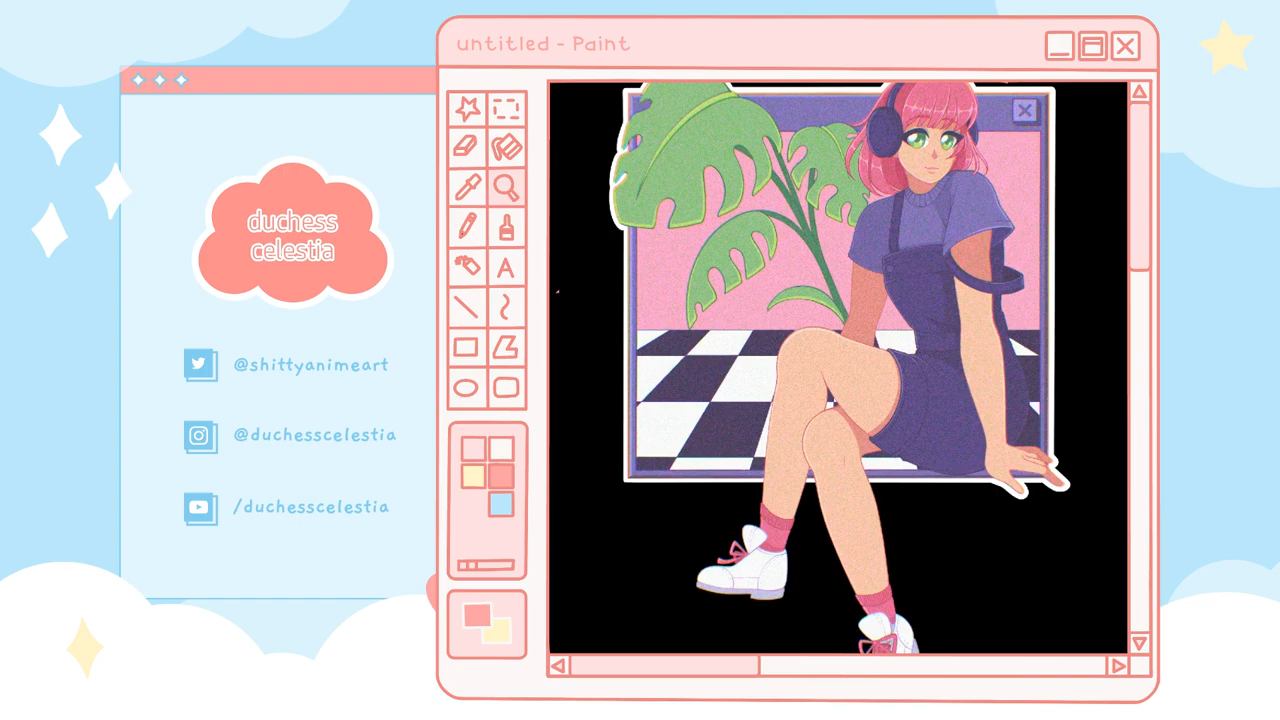 untitled - Paint
duchess
celestia
@shittyanimeart
@duchesscelestia
/duchesscelestia
A